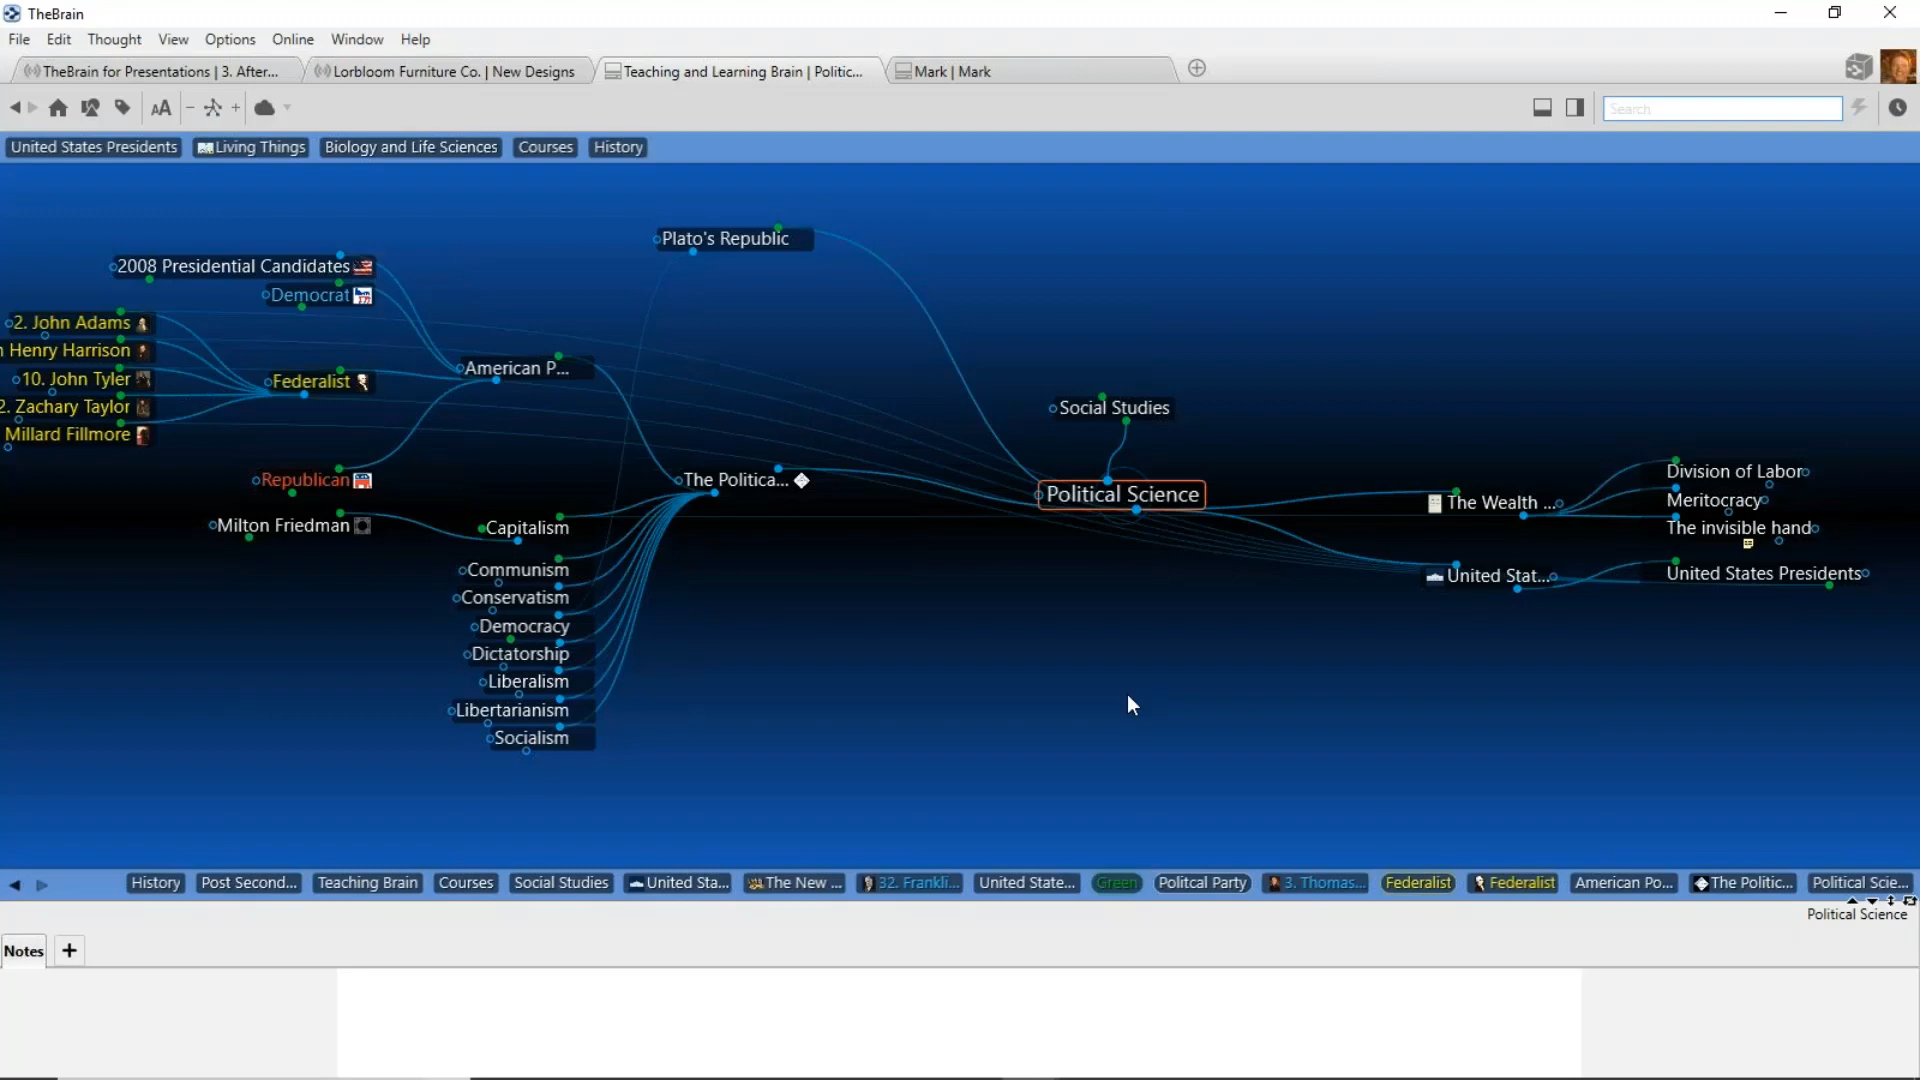 TheBrain
File Edit Thought View Options Online Window Help
TheBrain for Presentations | 3. After...
Lorbloom Furniture Co. | New Designs
Teaching and Learning Brain | Politic...
Mark | Mark
AA
Search
United States Presidents
Living Things
Biology and Life Sciences
Courses
History
Plato's Republic
2008 Presidential Candidates
Democrat
2. John Adams
Henry Harrison
10. John Tyler
2. Zachary Taylor
Millard Fillmore
Federalist
American P...
Social Studies
Republican
The Politica...
Political Science
Milton Friedman
Capitalism
Communism
Conservatism
Democracy
Dictatorship
Liberalism
Libertarianism
Socialism
The Wealth ...
Division of Labor
Meritocracy
The invisible hand
United Stat...
United States Presidents
History
Post Second...
Teaching Brain
Courses
Social Studies
United Sta...
The New ...
32. Frankli...
United State...
Green
Politcal Party
3. Thomas...
Federalist
Federalist
American Po...
The Politic...
Political Scie...
Political Science
Notes +